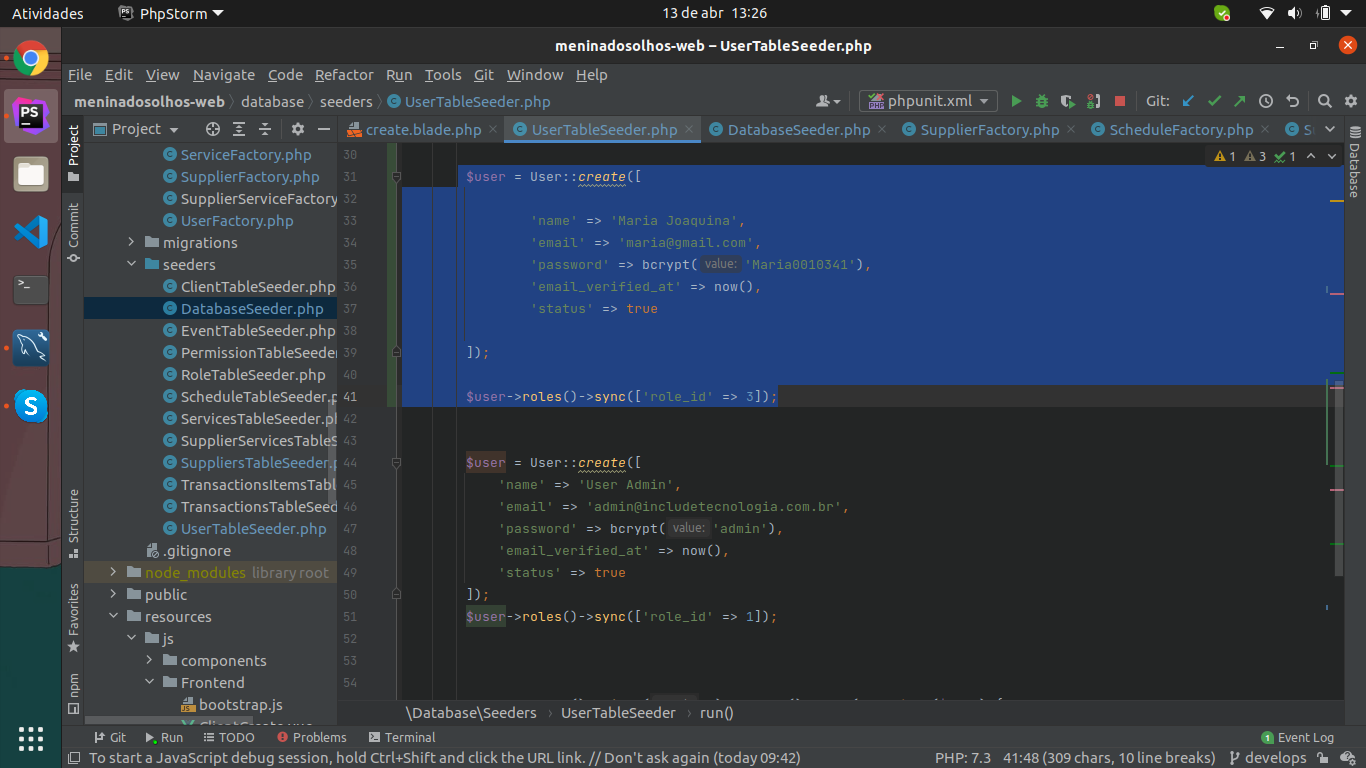 Atividades
PhpStorm
13 de abr 13:26
meninadosolhos-web – UserTableSeeder.php
File Edit View Navigate Code Refactor Run Tools Git Window Help
meninadosolhos-web database seeders UserTableSeeder.php
phpunit.xml
Git:
Project
create.blade.php
UserTableSeeder.php
DatabaseSeeder.php
SupplierFactory.php
ScheduleFactory.php
Project
Commit
Structure
Favorites
npm
Database
ServiceFactory.php
SupplierFactory.php
SupplierServiceFactory
UserFactory.php
migrations
seeders
ClientTableSeeder.php
DatabaseSeeder.php
EventTableSeeder.php
PermissionTableSeeder
RoleTableSeeder.php
ScheduleTableSeeder.p
ServicesTableSeeder.ph
SupplierServicesTableS
SuppliersTableSeeder.p
TransactionsItemsTabl
TransactionsTableSeed
UserTableSeeder.php
.gitignore
node_modules library root
public
resources
js
components
Frontend
bootstrap.js
1 3 1
30
31 $user = User::create([
32
33 'name' => 'Maria Joaquina',
34 'email' => 'maria@gmail.com',
35 'password' => bcrypt( value: 'Maria0010341'),
36 'email_verified_at' => now(),
37 'status' => true
38
39 ]);
40
41 $user->roles()->sync(['role_id' => 3]);
42
43
44 $user = User::create([
45 'name' => 'User Admin',
46 'email' => 'admin@includetecnologia.com.br',
47 'password' => bcrypt( value: 'admin'),
48 'email_verified_at' => now(),
49 'status' => true
50 ]);
51 $user->roles()->sync(['role_id' => 1]);
52
53
54
\Database\Seeders UserTableSeeder run()
Git Run TODO Problems Terminal
1 Event Log
To start a JavaScript debug session, hold Ctrl+Shift and click the URL link. // Don't ask again (today 09:42)
PHP: 7.3 41:48 (309 chars, 10 line breaks) develops